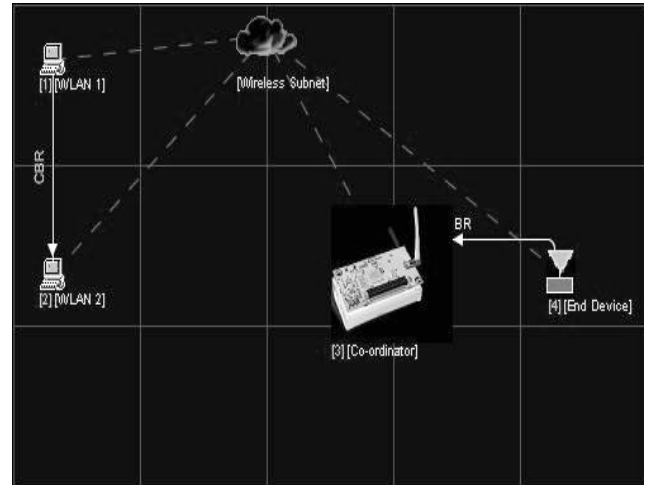 [1] [WLAN 1]
[Wireless Subnet]
CBR
BR
[2] [WLAN 2]
[4] [End Device]
[3] [Co-ordinator]